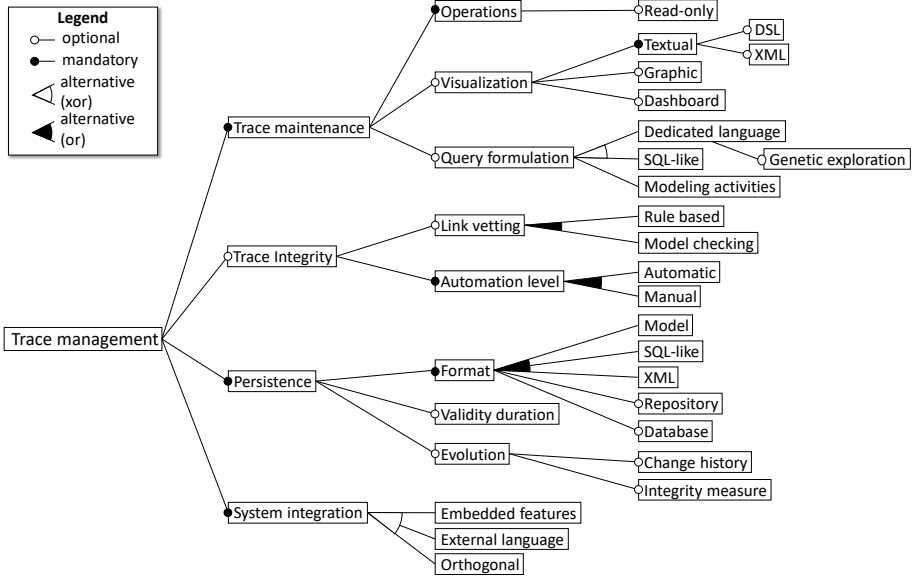 Legend
optional
mandatory
alternative
(xor)
alternative
(or)
Trace management
Trace maintenance
Operations
Read-only
Visualization
Textual
DSL
XML
Graphic
Dashboard
Query formulation
Dedicated language
Genetic exploration
SQL-like
Modeling activities
Trace Integrity
Link vetting
Rule based
Model checking
Automation level
Automatic
Manual
Persistence
Format
Model
SQL-like
XML
Repository
Database
Validity duration
Evolution
Change history
Integrity measure
System integration
Embedded features
External language
Orthogonal